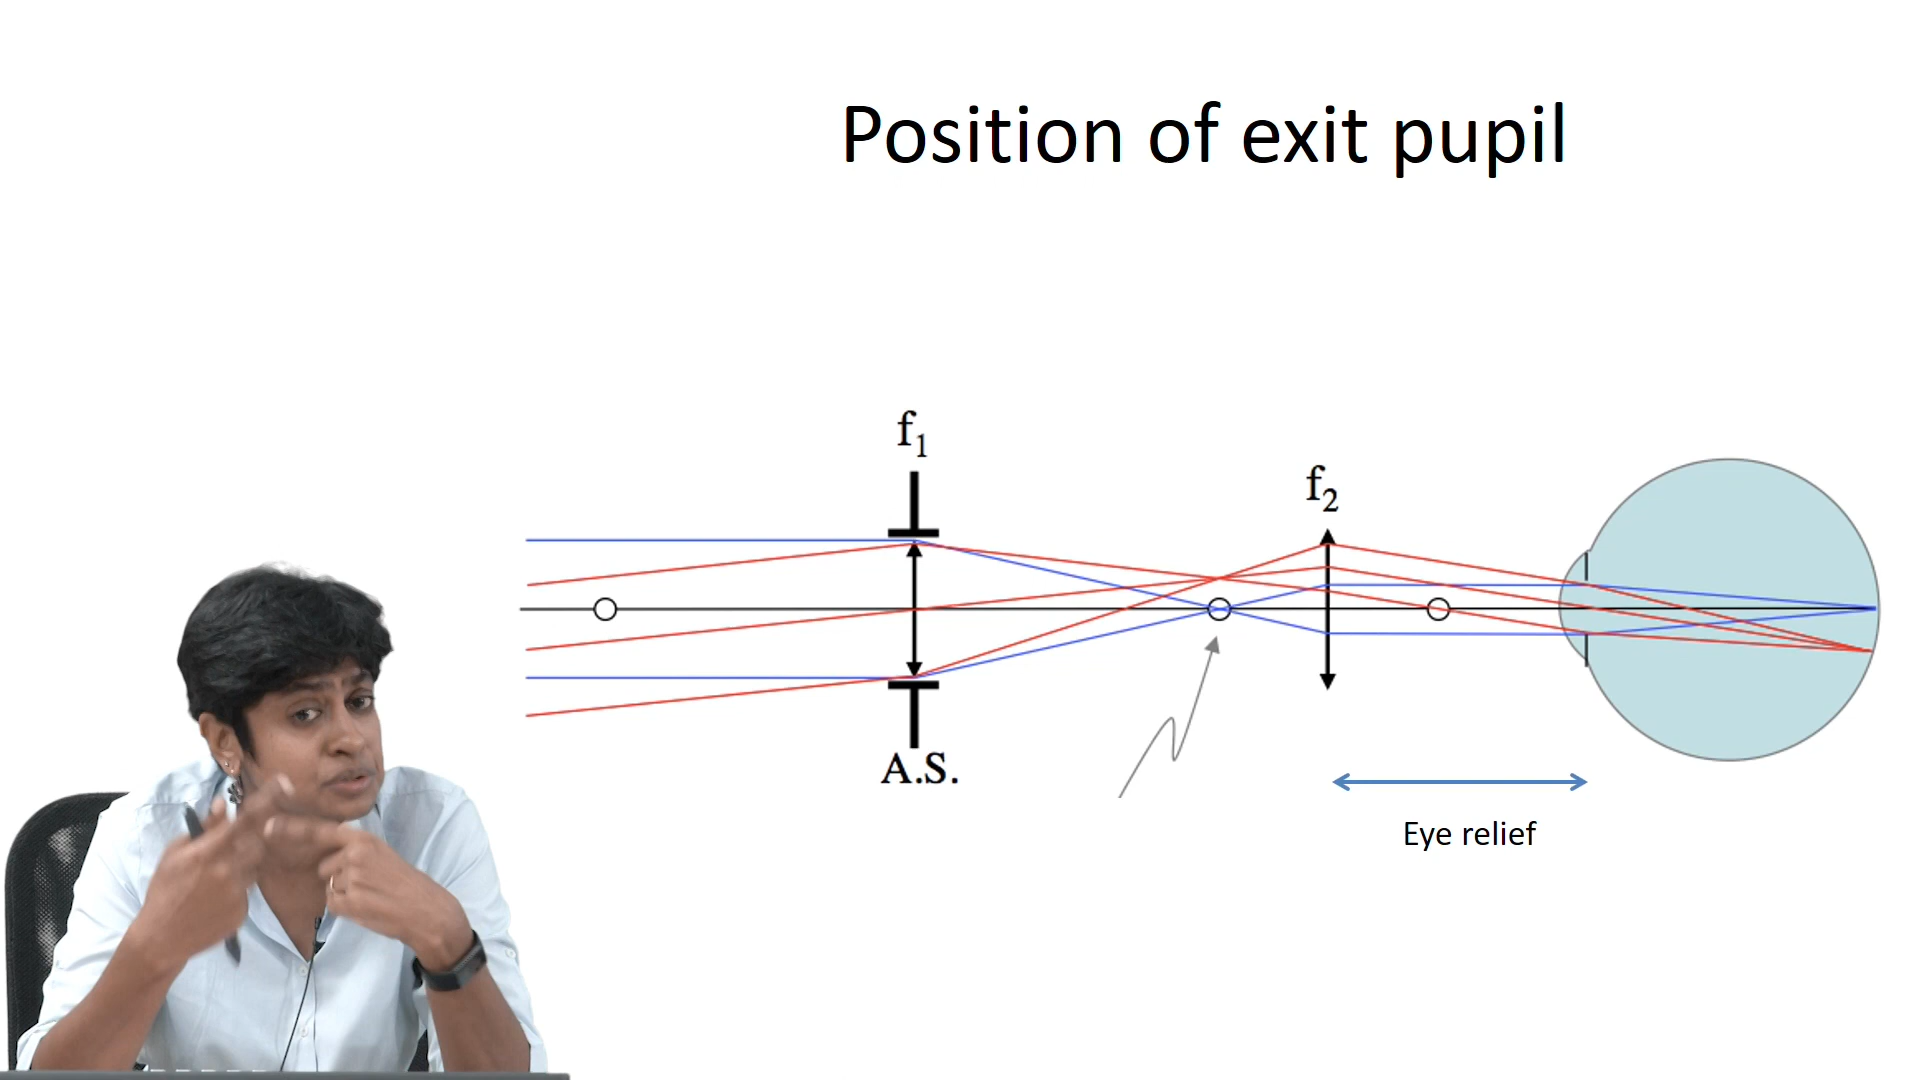 Position of exit pupil
f1
f2
A.S.
Eye relief